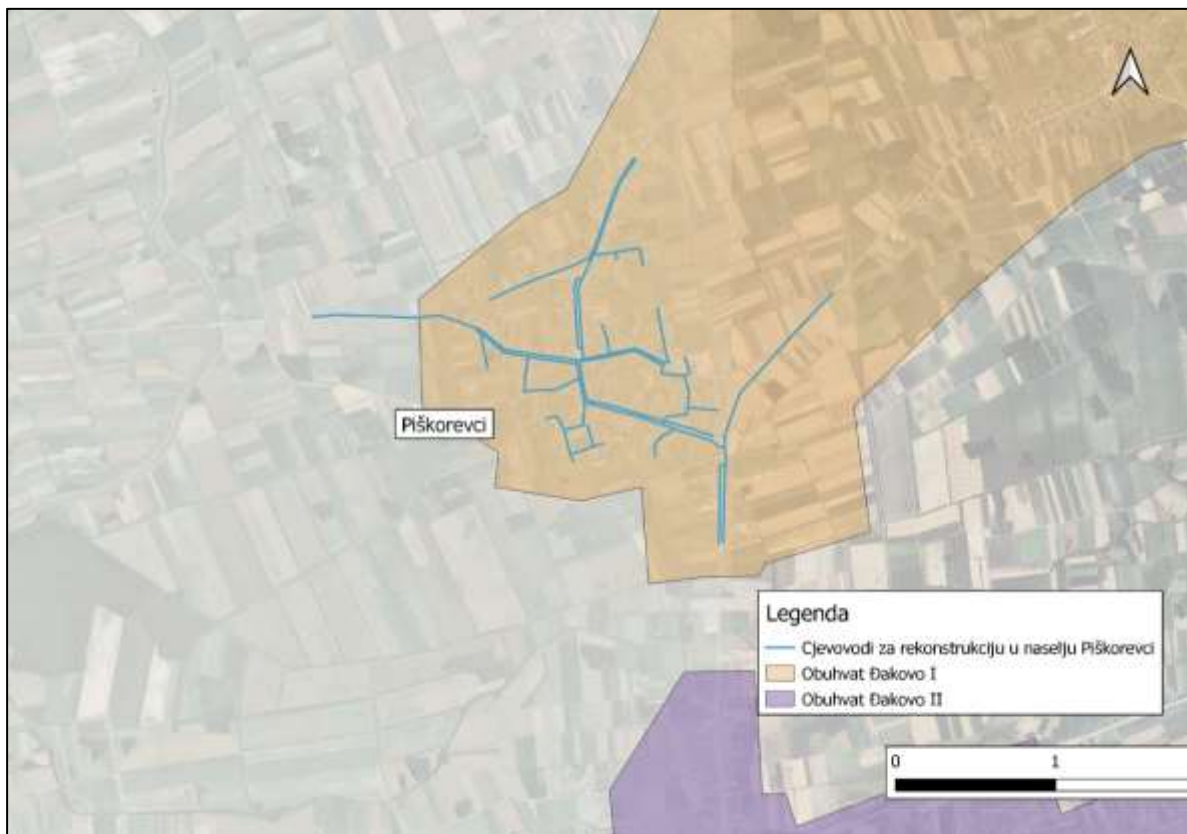 Piškorevci
Legenda
Cjevovodi za rekonstrukciju u naselju Piškorevci
Obuhvat Đakovo I
Obuhvat Đakovo II
0 1